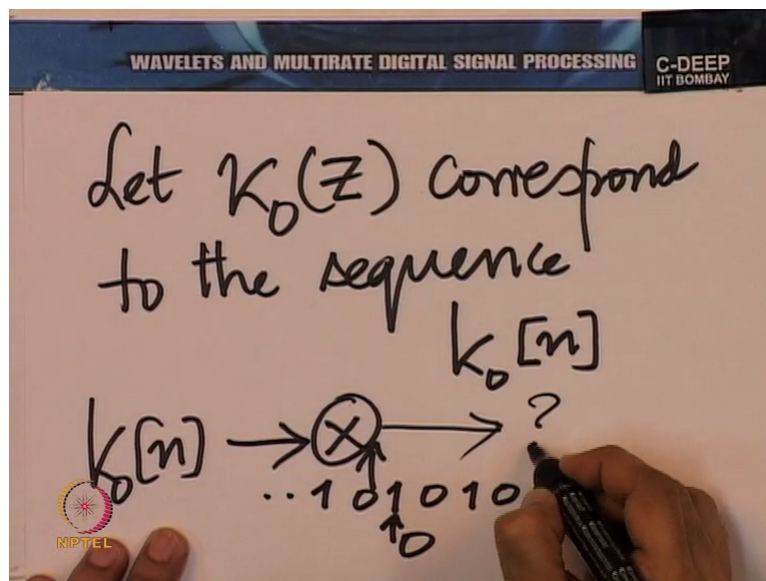 WAVELETS AND MULTIRATE DIGITAL SIGNAL PROCESSING
C-DEEP
IIT BOMBAY
Let K₀(Z) correspond
to the sequence
k₀[n]
k₀[n] → ⊗ → ?
··1 0 1 0 1 0
↑0
NPTEL